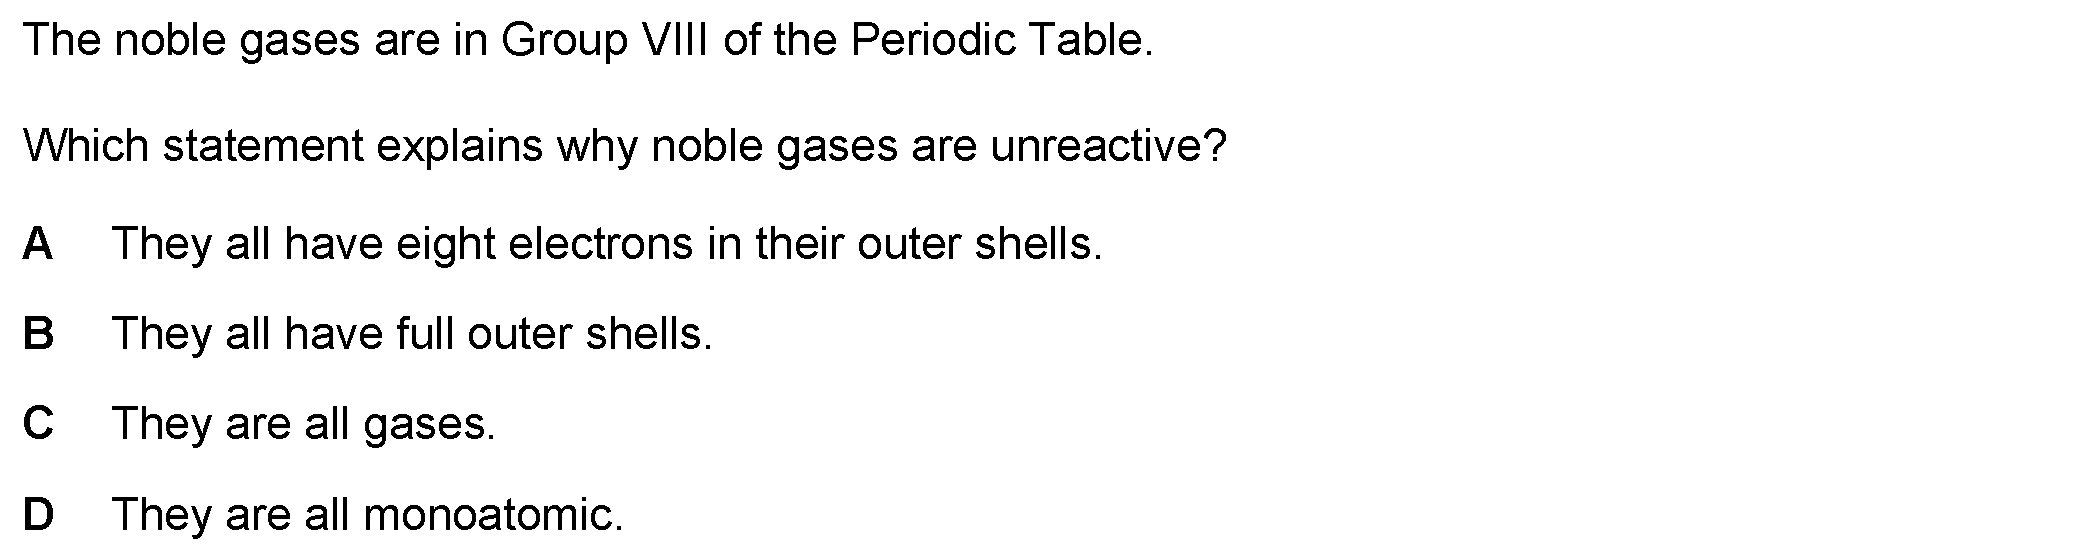 The noble gases are in Group VIII of the Periodic Table.
Which statement explains why noble gases are unreactive?
A They all have eight electrons in their outer shells.
B They all have full outer shells.
C They are all gases.
D They are all monoatomic.